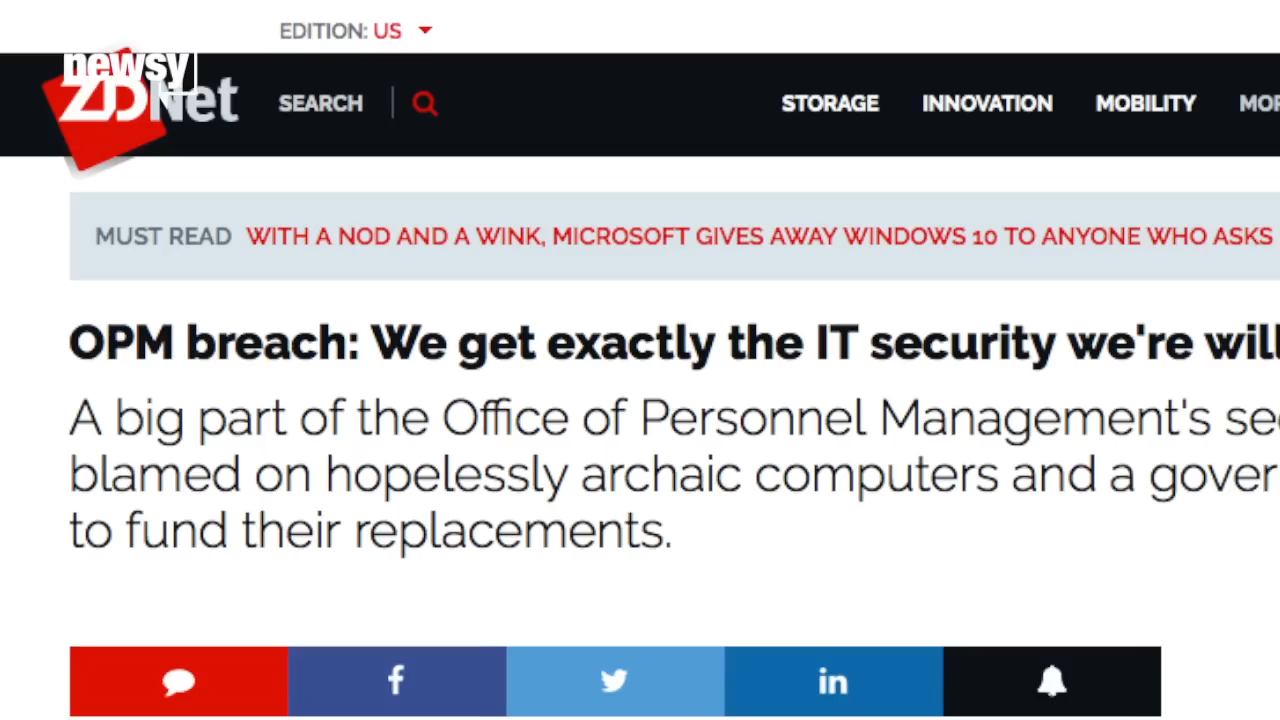 EDITION: US
newsy
ZDNet
SEARCH
STORAGE INNOVATION MOBILITY
MUST READ WITH A NOD AND A WINK, MICROSOFT GIVES AWAY WINDOWS 10 TO ANYONE WHO ASKS
OPM breach: We get exactly the IT security we're
A big part of the Office of Personnel Management's
blamed on hopelessly archaic computers and a
to fund their replacements.
f
in